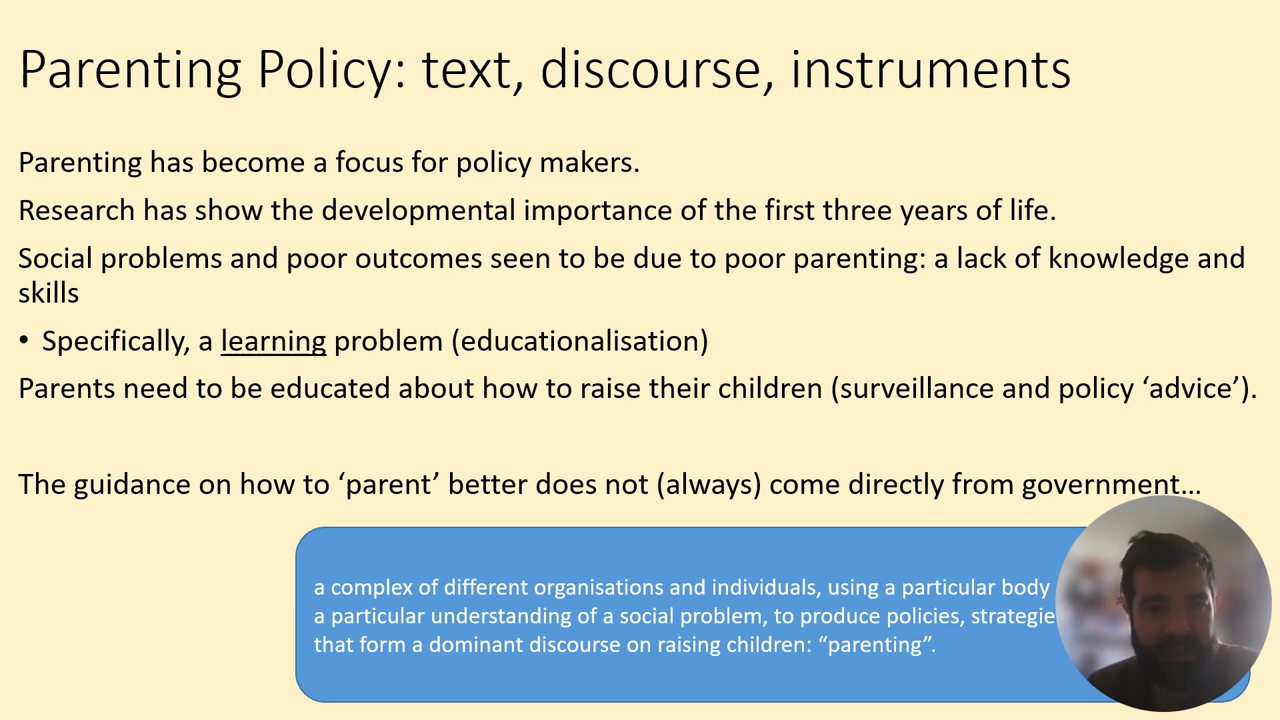 Parenting Policy: text, discourse, instruments
Parenting has become a focus for policy makers.
Research has show the developmental importance of the first three years of life.
Social problems and poor outcomes seen to be due to poor parenting: a lack of knowledge and
skills
• Specifically, a learning problem (educationalisation)
Parents need to be educated about how to raise their children (surveillance and policy ‘advice’).
The guidance on how to ‘parent’ better does not (always) come directly from government…
a complex of different organisations and individuals, using a particular body
a particular understanding of a social problem, to produce policies, strategie
that form a dominant discourse on raising children: “parenting”.